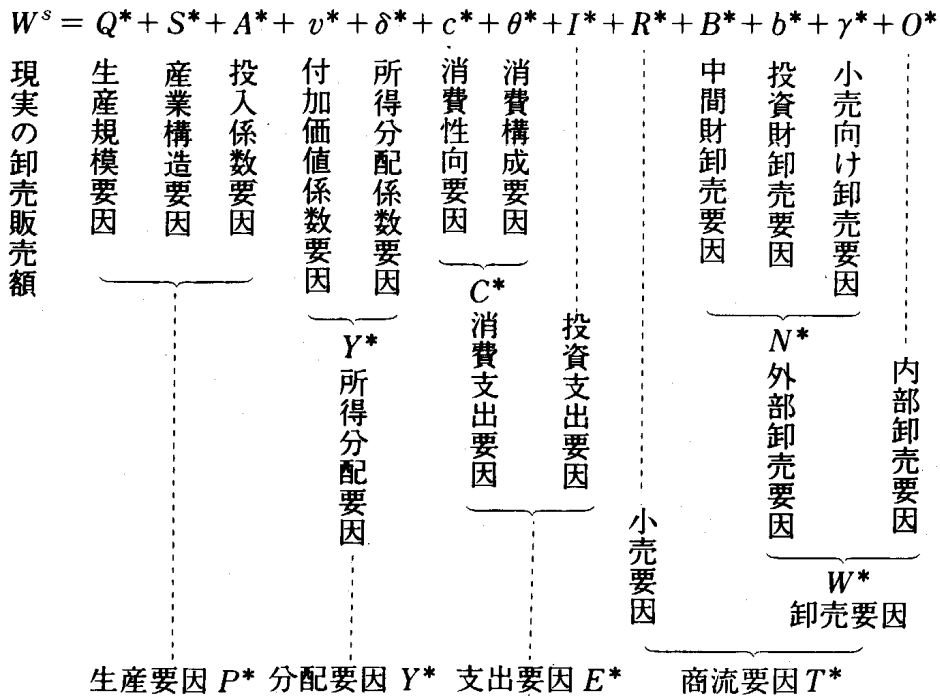 W^s = Q* + S* + A* + v* + δ* + c* + θ* + I* + R* + B* + b* + γ* + O*
現実の卸売販売額
生産規模要因
産業構造要因
投入係数要因
付加価値係数要因
所得分配係数要因
消費性向要因
消費構成要因
中間財卸売要因
投資財卸売要因
小売向け卸売要因
Y*
所得分配要因
C*
消費支出要因
投資支出要因
N*
外部卸売要因
内部卸売要因
小売要因
W*
卸売要因
生産要因 P*
分配要因 Y*
支出要因 E*
商流要因 T*